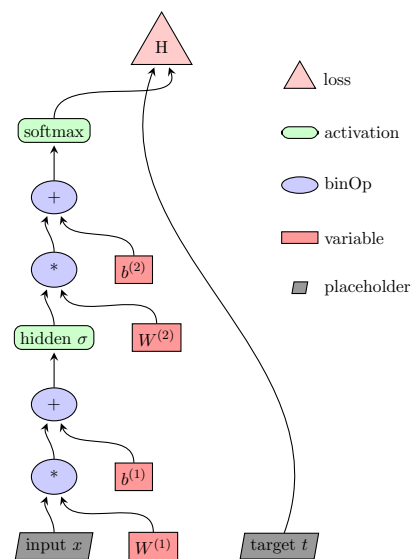 H
loss
softmax
activation
+
binOp
b(2)
variable
*
placeholder
W(2)
hidden σ
+
b(1)
*
input x
W(1)
target t